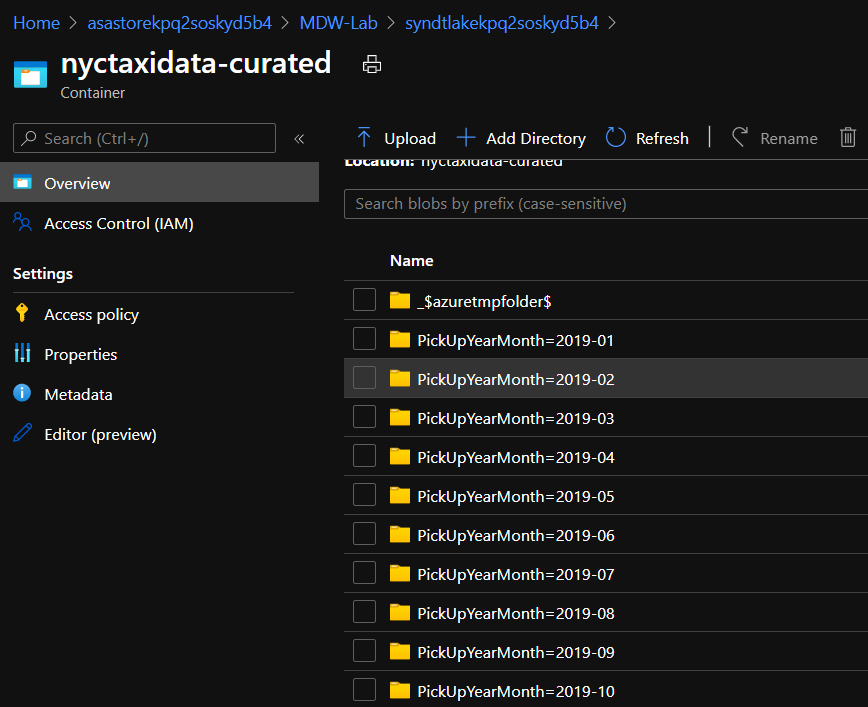 Home > asastorekpq2soskyd5b4 > MDW-Lab > syndtlakekpq2soskyd5b4 >
nyctaxidata-curated
Container
Search (Ctrl+/)
«
Upload
Add Directory
Refresh
Rename
Overview
Access Control (IAM)
Settings
Access policy
Properties
Metadata
Editor (preview)
Location: nyctaxidata-curated
Search blobs by prefix (case-sensitive)
Name
_$azuretmpfolder$
PickUpYearMonth=2019-01
PickUpYearMonth=2019-02
PickUpYearMonth=2019-03
PickUpYearMonth=2019-04
PickUpYearMonth=2019-05
PickUpYearMonth=2019-06
PickUpYearMonth=2019-07
PickUpYearMonth=2019-08
PickUpYearMonth=2019-09
PickUpYearMonth=2019-10